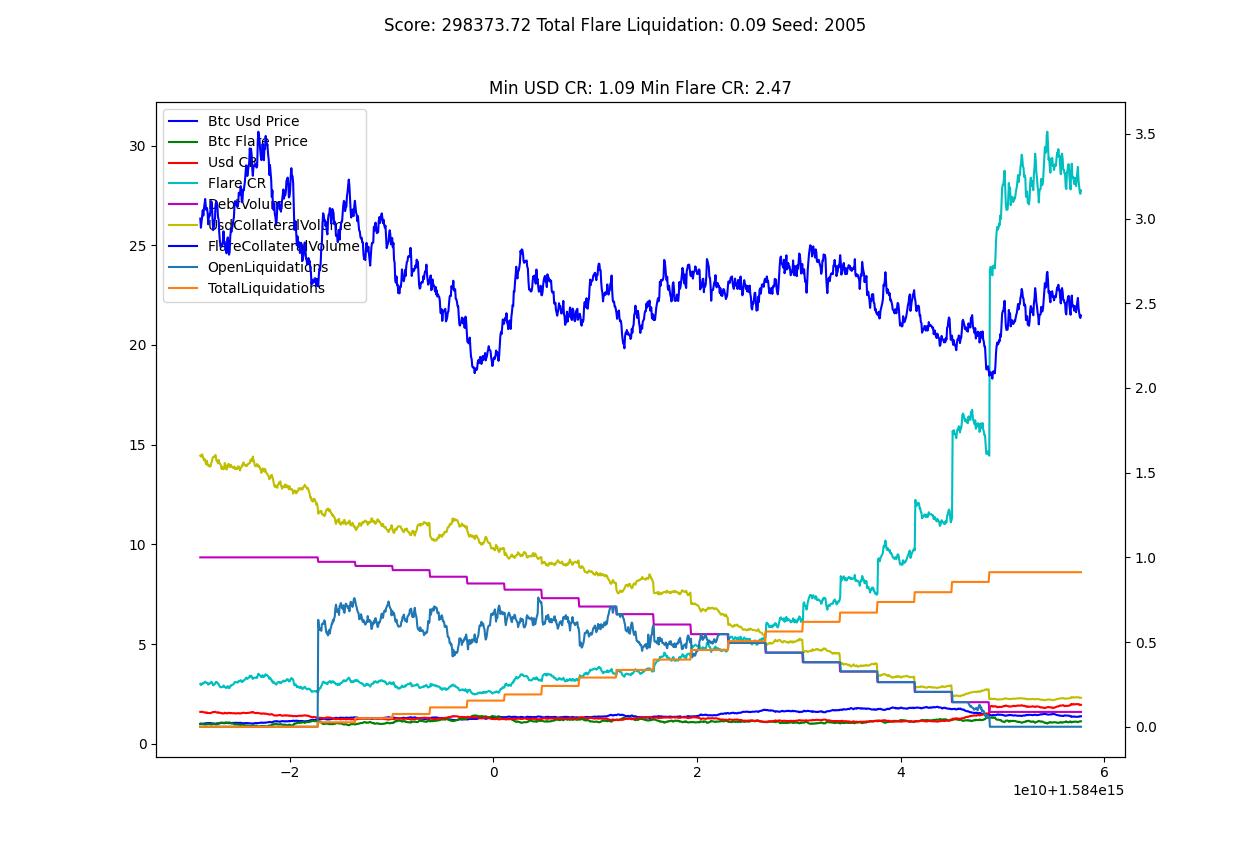 Score: 298373.72 Total Flare Liquidation: 0.09 Seed: 2005
Min USD CR: 1.09 Min Flare CR: 2.47
Btc Usd Price
Btc Flare Price
Usd CR
Flare CR
DebtVolume
UsdCollateralVolume
FlareCollateralVolume
OpenLiquidations
TotalLiquidations
30
25
20
15
10
5
0
3.5
3.0
2.5
2.0
1.5
1.0
0.5
0.0
−2 0 2 4 6
1e10+1.584e15